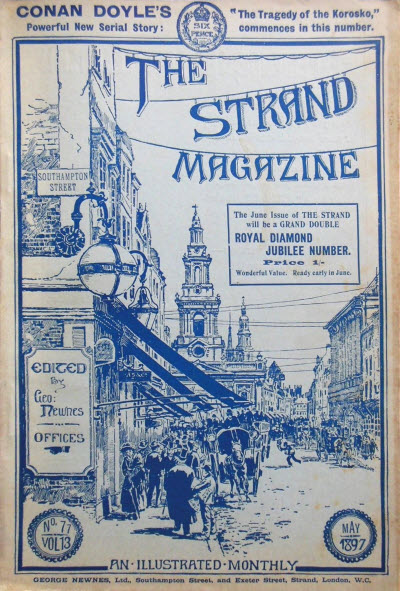 CONAN DOYLE'S
Powerful New Serial Story:
SIX
PENCE
"The Tragedy of the Korosko,"
commences in this number.
THE
STRAND
MAGAZINE
SOUTHAMPTON
STREET
The June Issue of THE STRAND
will be a GRAND DOUBLE
ROYAL DIAMOND
JUBILEE NUMBER.
Price 1/-
Wonderful Value. Ready early in June.
EDITED
By
Geo:
Newnes
OFFICES
No. 77
VOL 13
MAY
1897
AN·ILLUSTRATED·MONTHLY
GEORGE NEWNES, Ltd., Southampton Street, and Exeter Street, Strand, London, W.C.